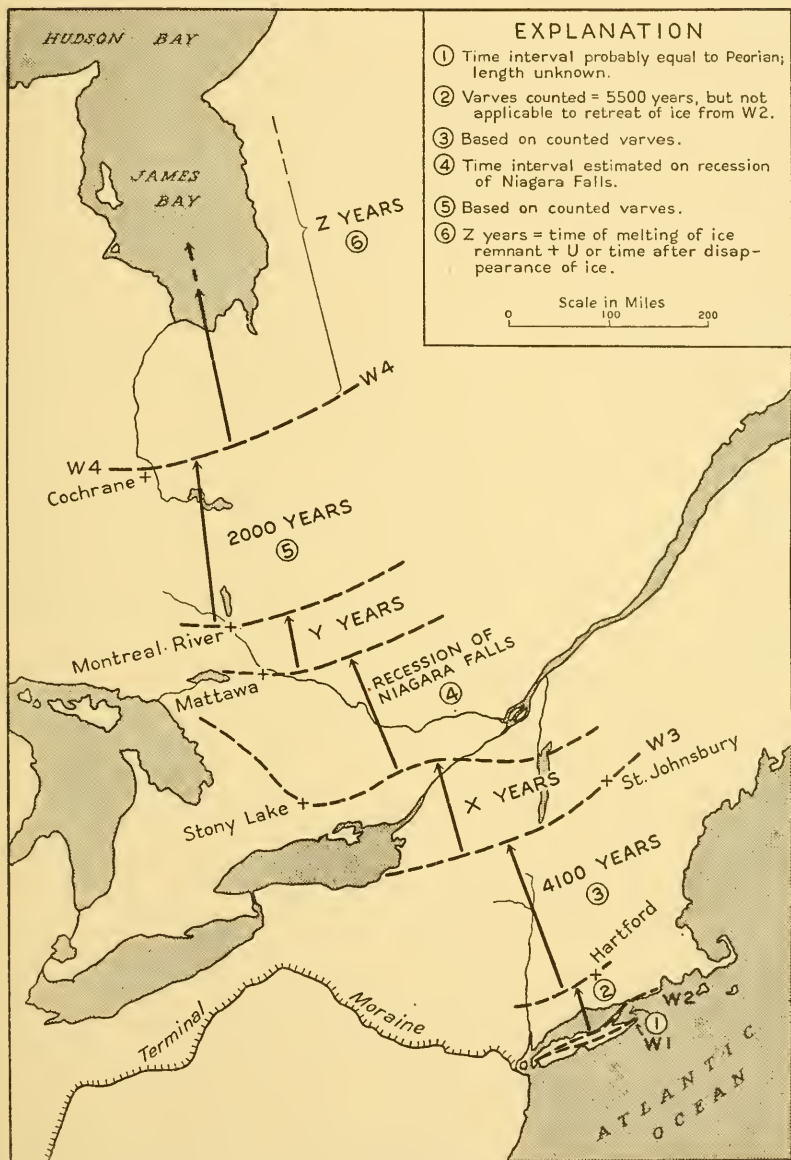 HUDSON BAY
EXPLANATION
① Time interval probably equal to Peorian;
length unknown.
② Varves counted = 5500 years, but not
applicable to retreat of ice from W2.
③ Based on counted varves.
④ Time interval estimated on recession
of Niagara Falls.
⑤ Based on counted varves.
⑥ Z years = time of melting of ice
remnant + U or time after disap-
pearance of ice.
Scale in Miles
0 100 200
JAMES
BAY
Z YEARS
⑥
W4
W4
Cochrane
2000 YEARS
⑤
Montreal River
Y YEARS
Mattawa
RECESSION OF
NIAGARA FALLS
④
W3
St. Johnsbury
Stony Lake
X YEARS
4100 YEARS
③
Hartford
②
W2
①
W1
Terminal
Moraine
ATLANTIC
OCEAN